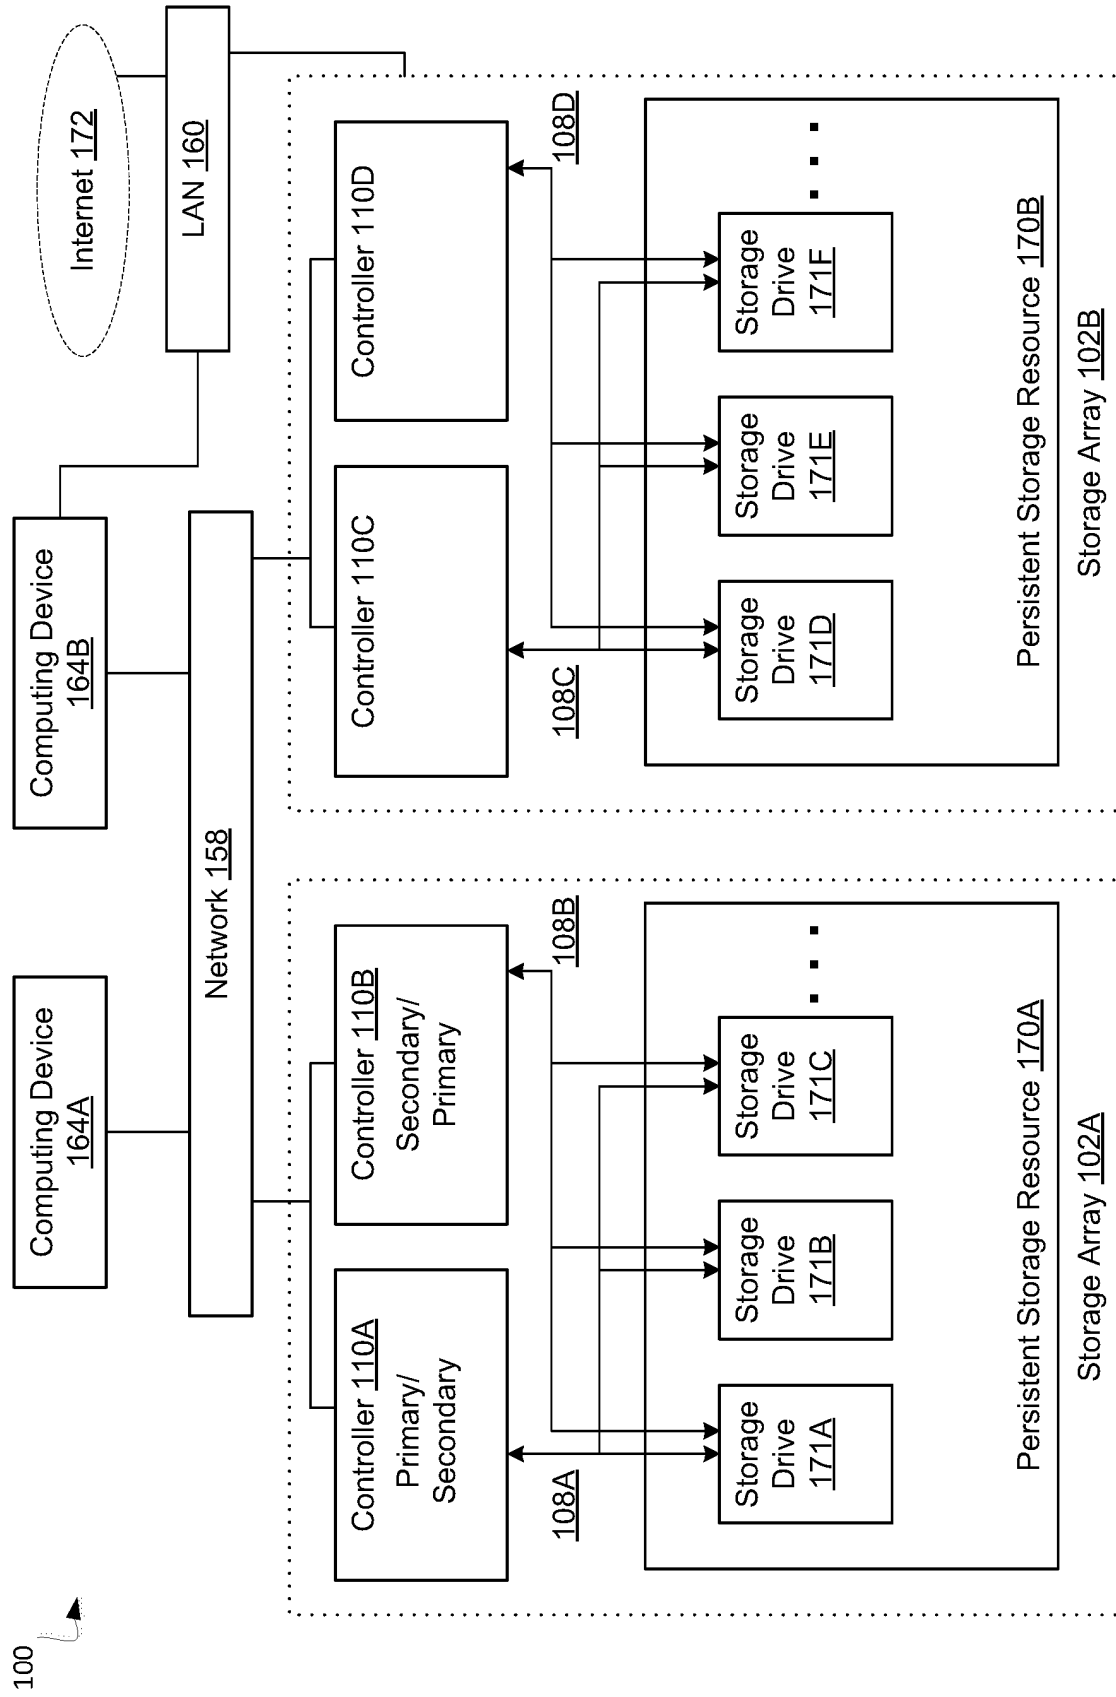 100
Computing Device
164A
Computing Device
164B
Internet 172
Network 158
LAN 160
Controller 110A
Primary/
Secondary
Controller 110B
Secondary/
Primary
Controller 110C
Controller 110D
108A
108B
108C
108D
Storage
Drive
171A
Storage
Drive
171B
Storage
Drive
171C
Storage
Drive
171D
Storage
Drive
171E
Storage
Drive
171F
Persistent Storage Resource 170A
Persistent Storage Resource 170B
Storage Array 102A
Storage Array 102B